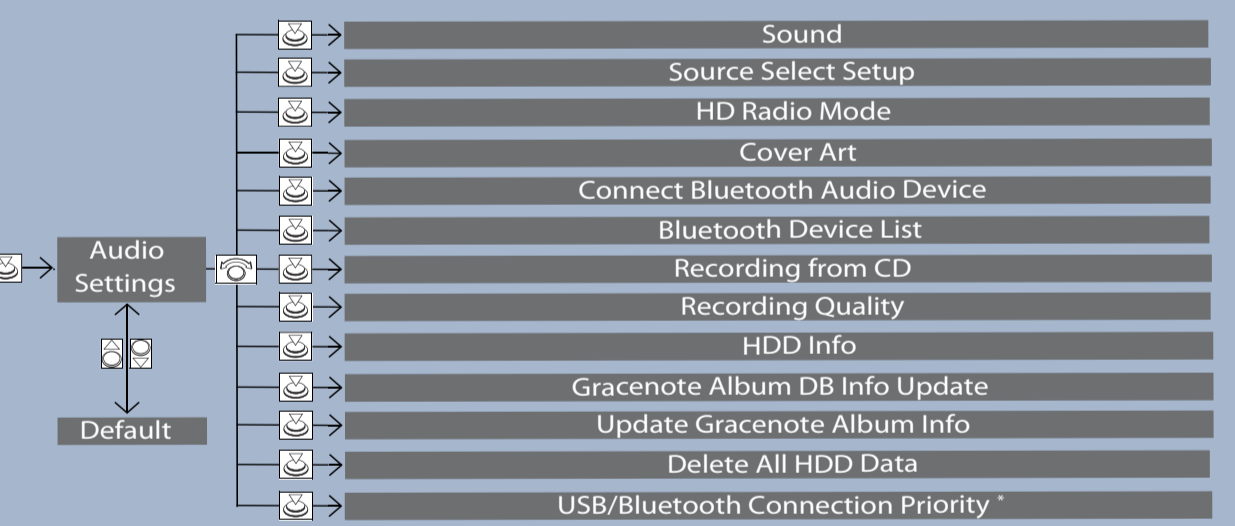 Sound
Source Select Setup
HD Radio Mode
Cover Art
Connect Bluetooth Audio Device
Bluetooth Device List
Audio
Settings
Recording from CD
Recording Quality
HDD Info
Gracenote Album DB Info Update
Default
Update Gracenote Album Info
Delete All HDD Data
USB/Bluetooth Connection Priority *